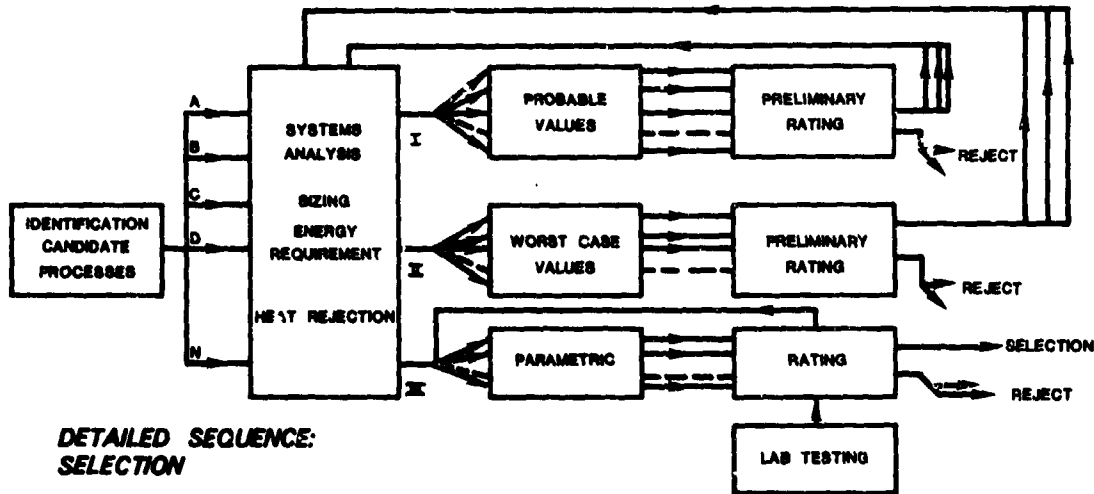 A
B
C
D
N
IDENTIFICATION
CANDIDATE
PROCESSES
SYSTEMS
ANALYSIS
SIZING
ENERGY
REQUIREMENT
HEAT REJECTION
I
PROBABLE
VALUES
PRELIMINARY
RATING
REJECT
II
WORST CASE
VALUES
PRELIMINARY
RATING
REJECT
III
PARAMETRIC
RATING
SELECTION
REJECT
LAB TESTING
DETAILED SEQUENCE:
SELECTION